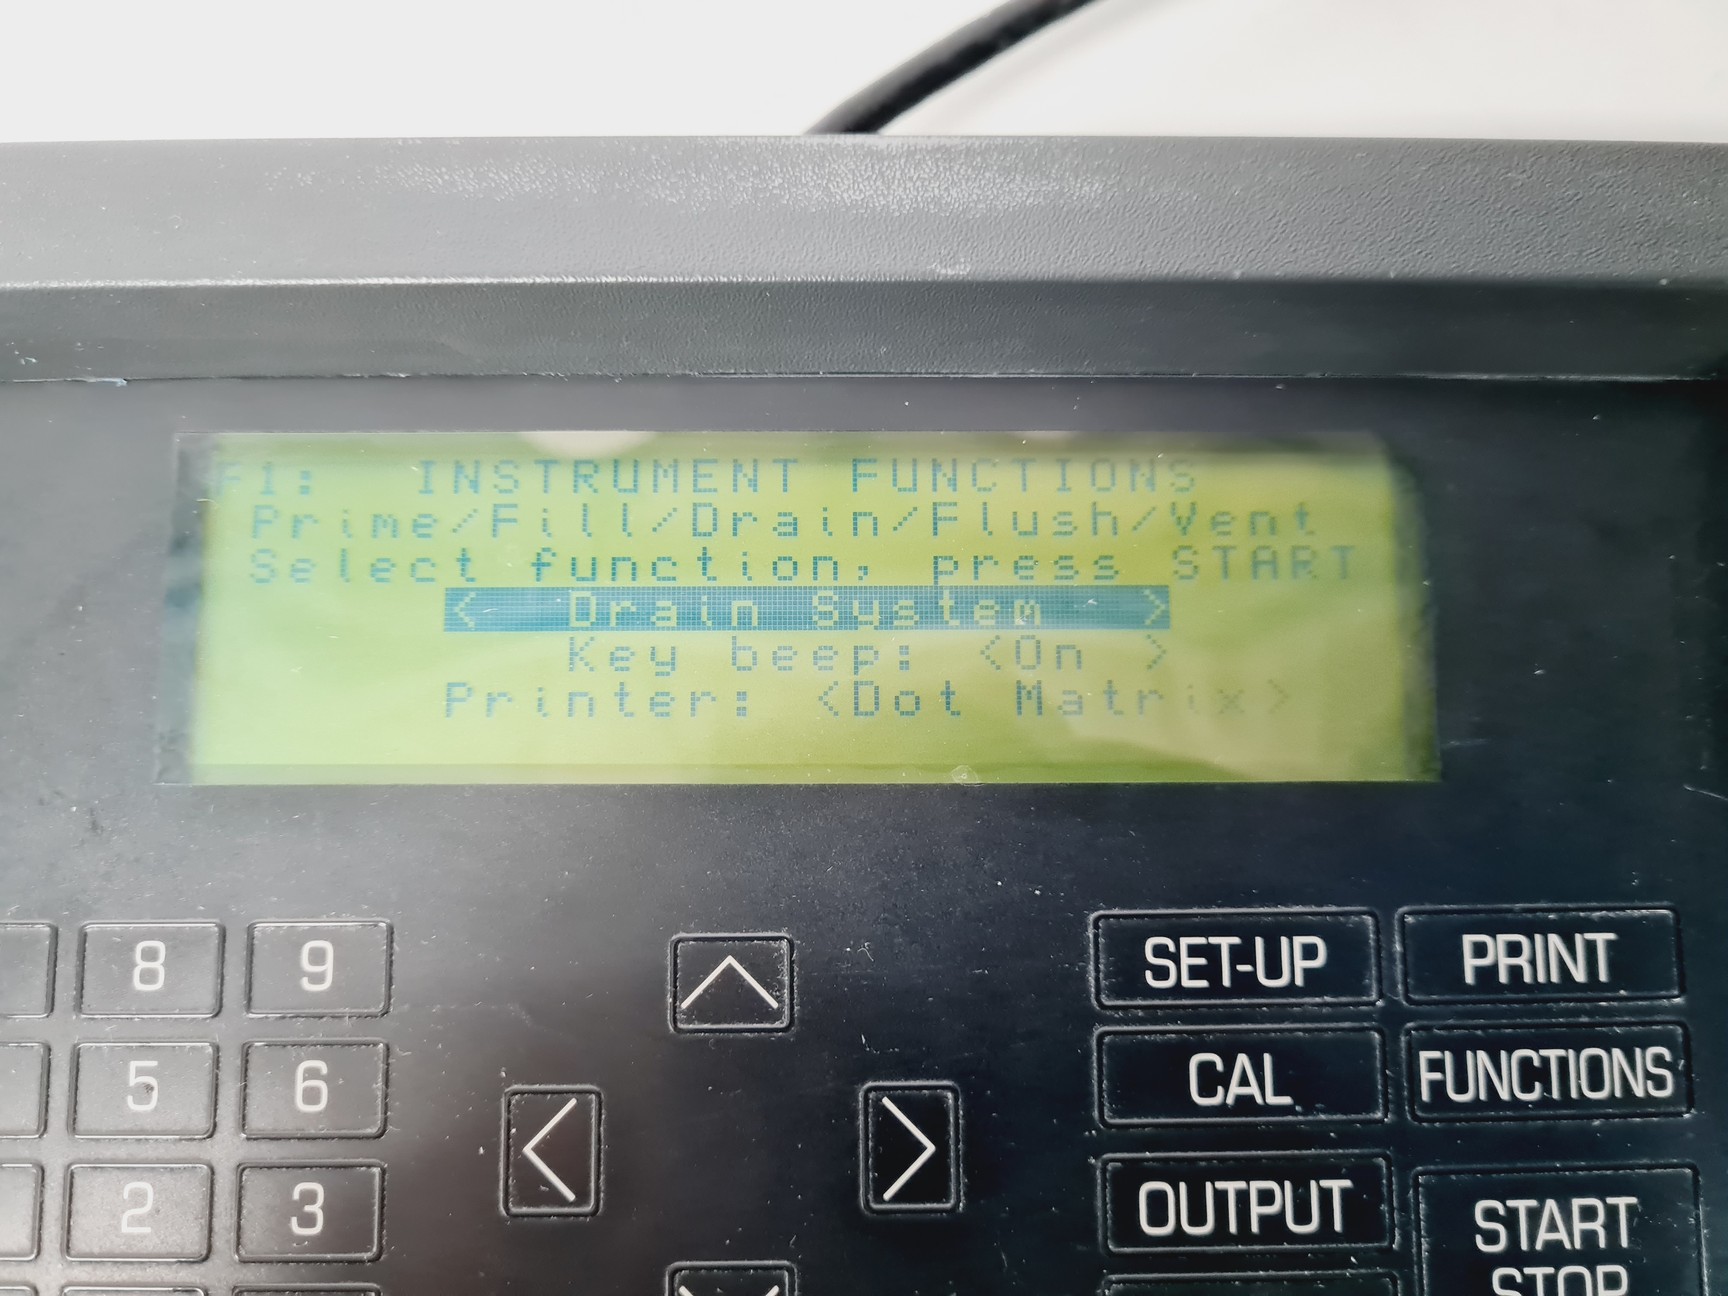 F1: INSTRUMENT FUNCTIONS
Prime/Fill/Drain/Flush/Vent
Select function, press START
< Drain System >
Key beep: <On >
Printer: <Dot Matrix>
8 9
SET-UP PRINT
5 6
CAL FUNCTIONS
2 3
OUTPUT START
STOP